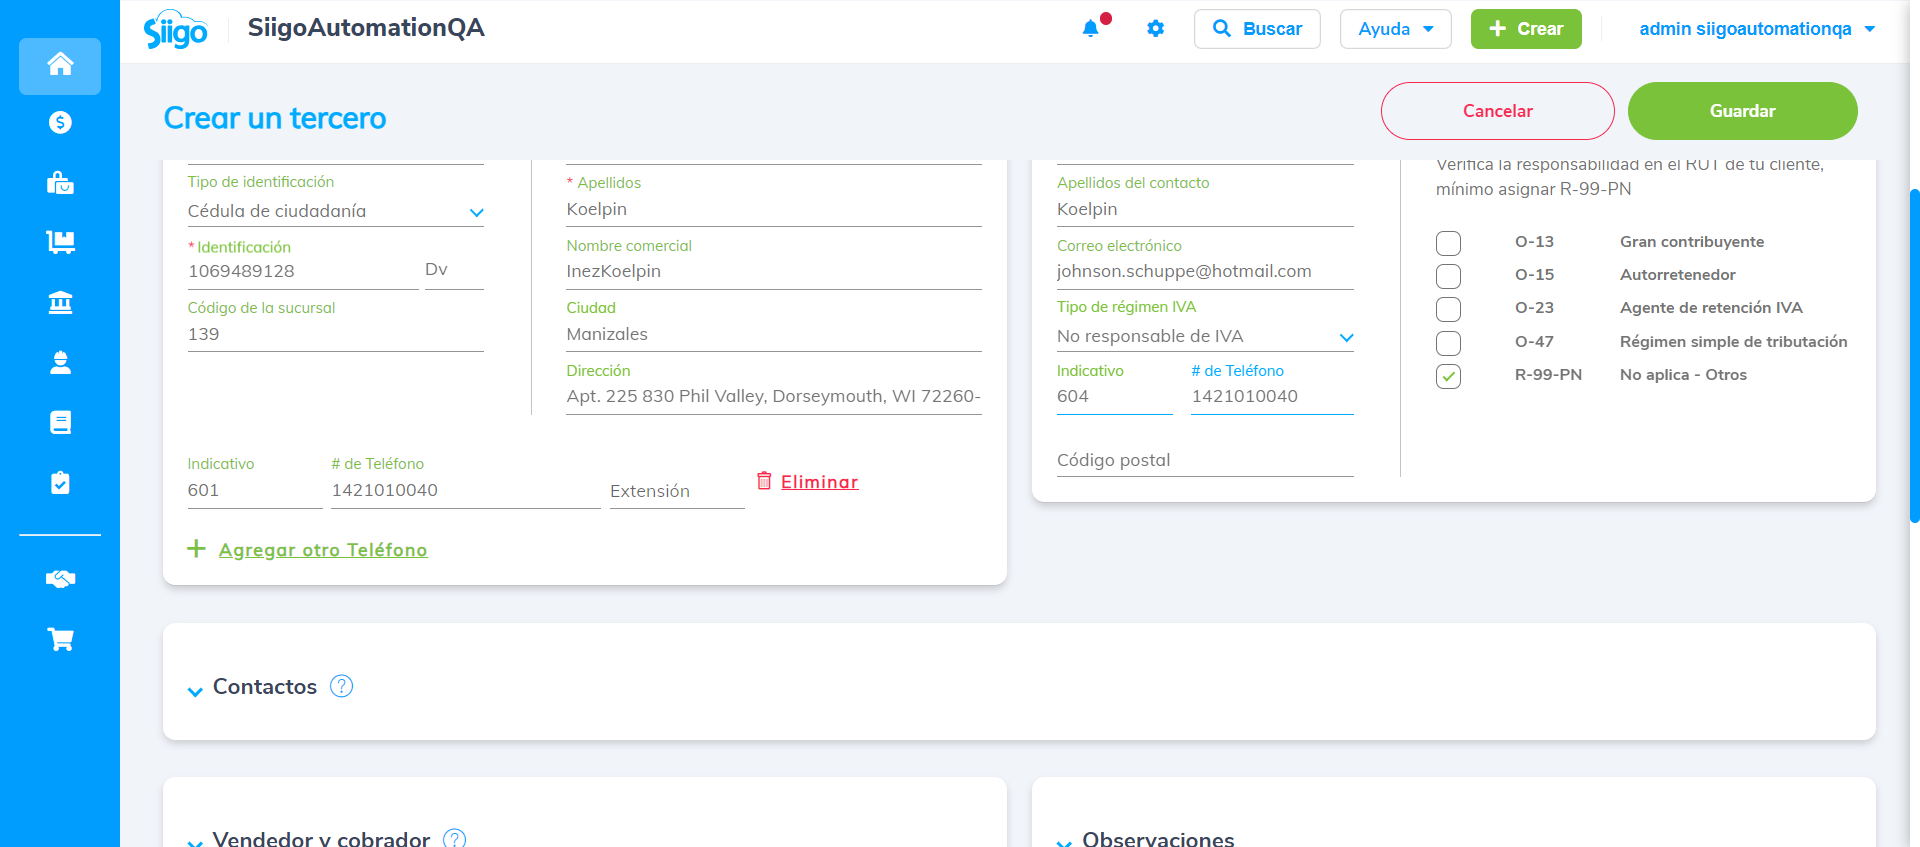 Siigo
SiigoAutomationQA
Buscar
Ayuda
Crear
admin siigoautomationqa
Crear un tercero
Cancelar
Guardar
Tipo de identificación
Cédula de ciudadanía
* Identificación
1069489128
Dv
Código de la sucursal
139
* Apellidos
Koelpin
Nombre comercial
InezKoelpin
Ciudad
Manizales
Dirección
Apt. 225 830 Phil Valley, Dorseymouth, WI 72260-
Indicativo
601
# de Teléfono
1421010040
Extensión
Eliminar
Agregar otro Teléfono
Apellidos del contacto
Koelpin
Correo electrónico
johnson.schuppe@hotmail.com
Tipo de régimen IVA
No responsable de IVA
Indicativo
604
# de Teléfono
1421010040
Código postal
Verifica la responsabilidad en el RUT de tu cliente,
mínimo asignar R-99-PN
O-13 Gran contribuyente
O-15 Autorretenedor
O-23 Agente de retención IVA
O-47 Régimen simple de tributación
R-99-PN No aplica - Otros
Contactos ?
Vendedor y cobrador ?
Observaciones